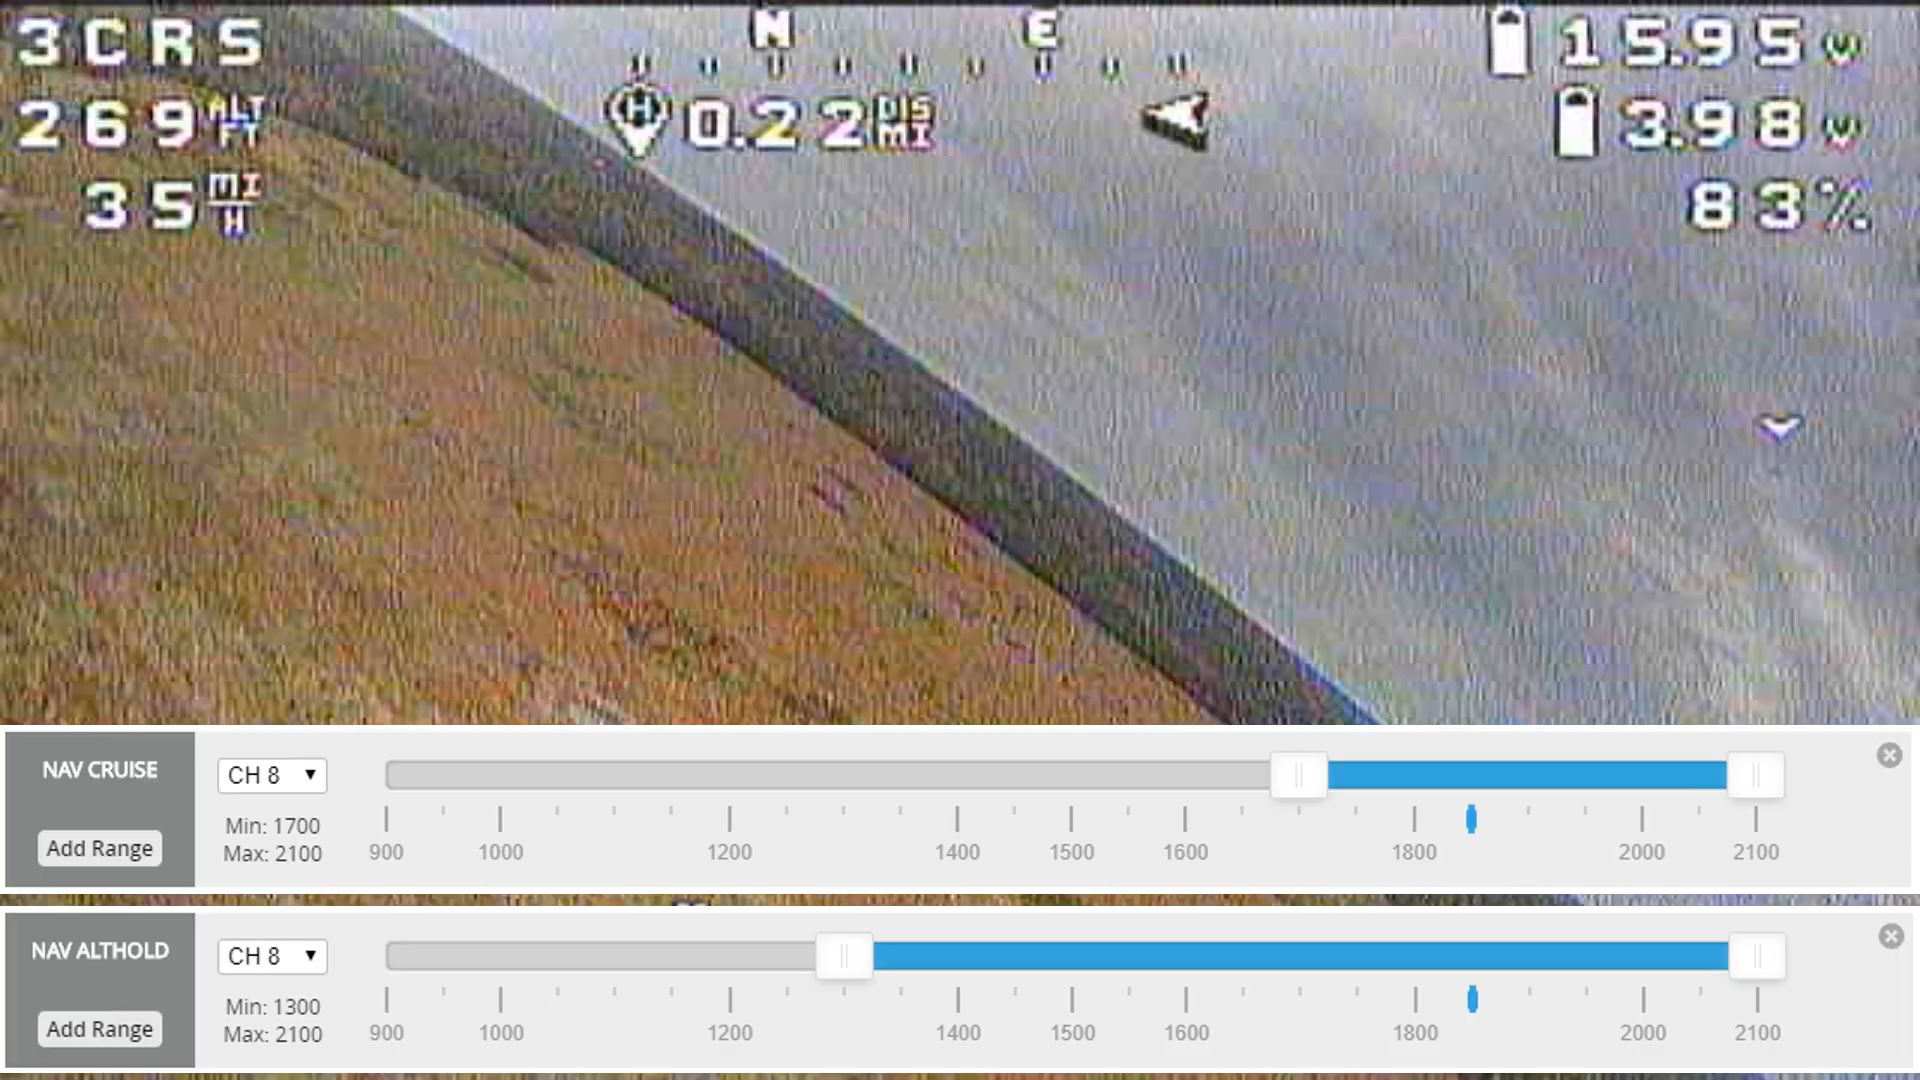 3CRS
N E
15.95V
269 ALT FT
H 0.22 DIS MI
3.98V
35 MI H
83%
NAV CRUISE
CH 8
Add Range
Min: 1700
Max: 2100
900 1000 1200 1400 1500 1600 1800 2000 2100
NAV ALTHOLD
CH 8
Add Range
Min: 1300
Max: 2100
900 1000 1200 1400 1500 1600 1800 2000 2100